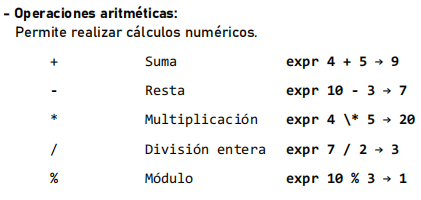 - Operaciones aritméticas:
Permite realizar cálculos numéricos.
+ Suma expr 4 + 5 → 9
- Resta expr 10 - 3 → 7
* Multiplicación expr 4 \* 5 → 20
/ División entera expr 7 / 2 → 3
% Módulo expr 10 % 3 → 1